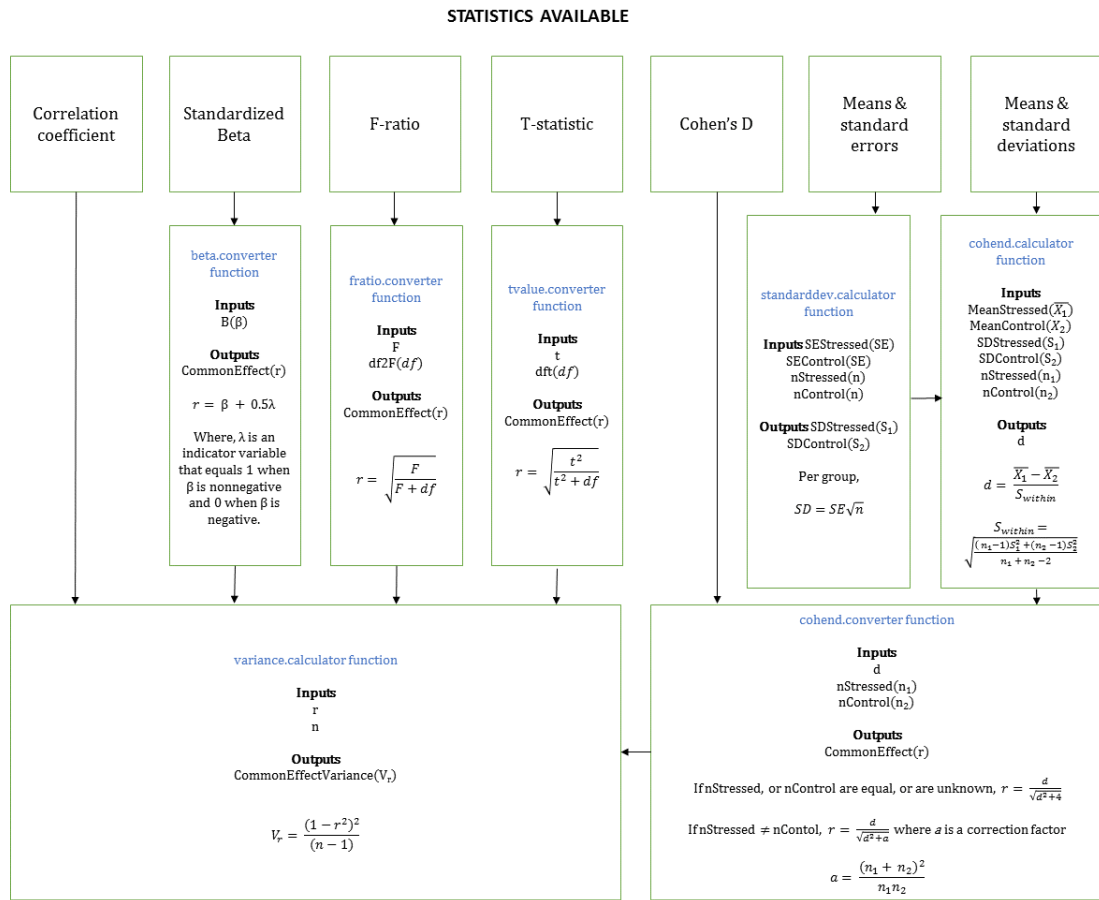 STATISTICS AVAILABLE
Correlation
coefficient
Standardized
Beta
F-ratio
T-statistic
Cohen's D
Means &
standard
errors
Means &
standard
deviations
beta.converter
function
Inputs
B(β)
Outputs
CommonEffect(r)
r = β + 0.5λ
Where, λ is an
indicator variable
that equals 1 when
β is nonnegative
and 0 when β is
negative.
fratio.converter
function
Inputs
F
df2F(df)
Outputs
CommonEffect(r)
r = √(F / (F + df))
tvalue.converter
function
Inputs
t
dft(df)
Outputs
CommonEffect(r)
r = √(t² / (t² + df))
standarddev.calculator
function
Inputs SEStressed(SE)
SEControl(SE)
nStressed(n)
nControl(n)
Outputs SDStressed(S₁)
SDControl(S₂)
Per group,
SD = SE√n
cohend.calculator
function
Inputs
MeanStressed(X̅₁)
MeanControl(X̅₂)
SDStressed(S₁)
SDControl(S₂)
nStressed(n₁)
nControl(n₂)
Outputs
d
d = (X̅₁ − X̅₂) / S_within
S_within =
√(((n₁−1)S₁² + (n₂−1)S₂²) / (n₁ + n₂ −2))
variance.calculator function
Inputs
r
n
Outputs
CommonEffectVariance(Vᵣ)
Vᵣ = (1 − r²)² / (n − 1)
cohend.converter function
Inputs
d
nStressed(n₁)
nControl(n₂)
Outputs
CommonEffect(r)
If nStressed, or nControl are equal, or are unknown, r = d / √(d²+4)
If nStressed ≠ nContol, r = d / √(d²+a) where a is a correction factor
a = (n₁ + n₂)² / n₁n₂